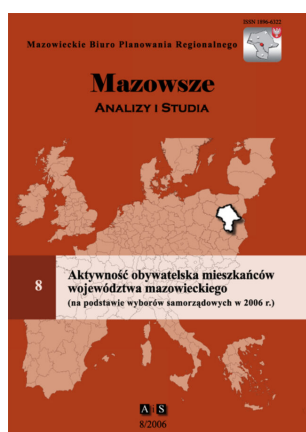 ISSN 1896-6322
Mazowieckie Biuro Planowania Regionalnego
Mazowsze
ANALIZY I STUDIA
8
Aktywność obywatelska mieszkańców
województwa mazowieckiego
(na podstawie wyborów samorządowych w 2006 r.)
A S
8/2006